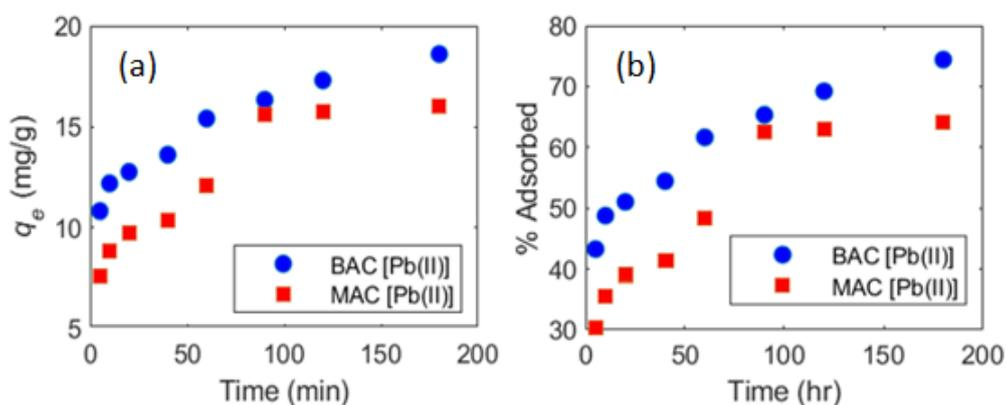 (a)
20
15
10
5
q_e (mg/g)
0 50 100 150 200
Time (min)
BAC [Pb(II)]
MAC [Pb(II)]
(b)
80
70
60
50
40
30
% Adsorbed
0 50 100 150 200
Time (hr)
BAC [Pb(II)]
MAC [Pb(II)]